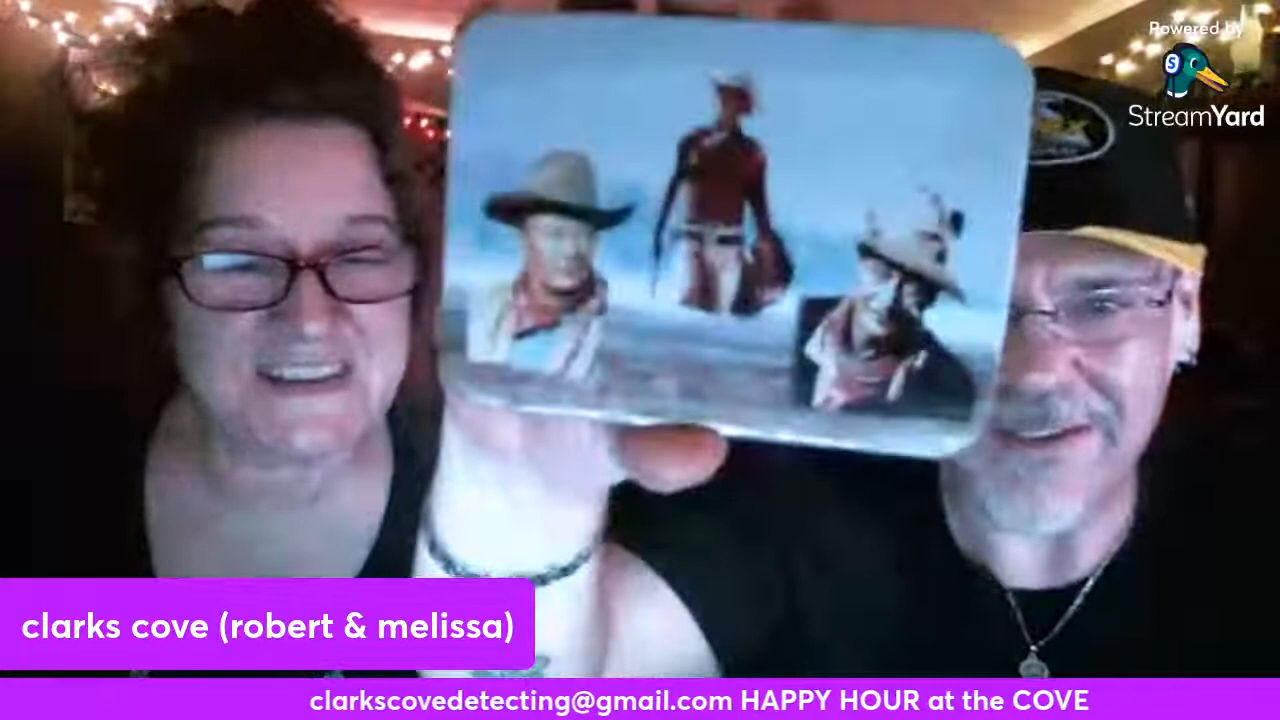 Powered by
S
StreamYard
clarks cove (robert & melissa)
clarkscovedetecting@gmail.com HAPPY HOUR at the COVE